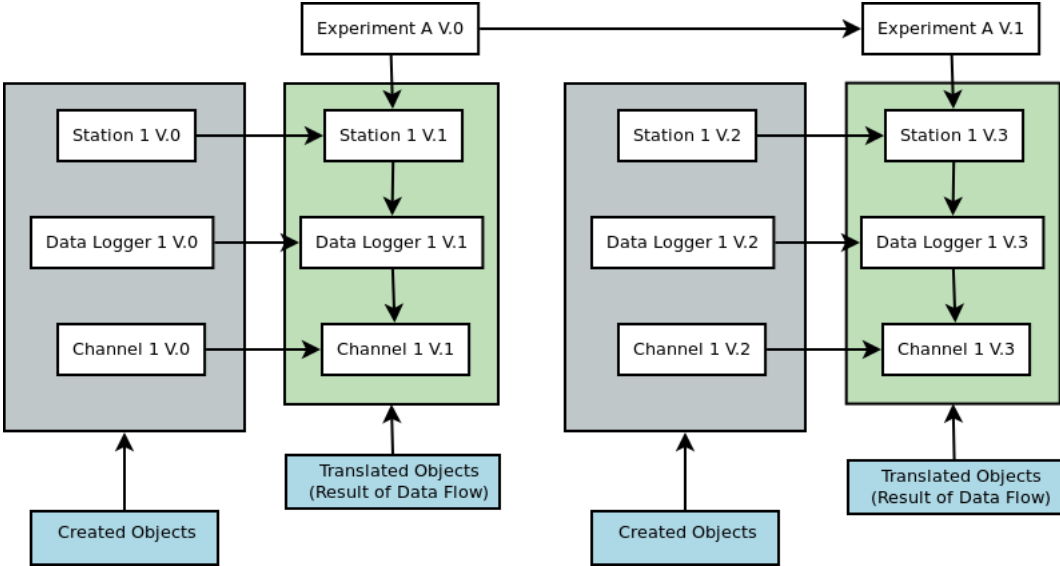 Experiment A V.0
Experiment A V.1
Station 1 V.0
Station 1 V.1
Station 1 V.2
Station 1 V.3
Data Logger 1 V.0
Data Logger 1 V.1
Data Logger 1 V.2
Data Logger 1 V.3
Channel 1 V.0
Channel 1 V.1
Channel 1 V.2
Channel 1 V.3
Translated Objects
(Result of Data Flow)
Translated Objects
(Result of Data Flow)
Created Objects
Created Objects